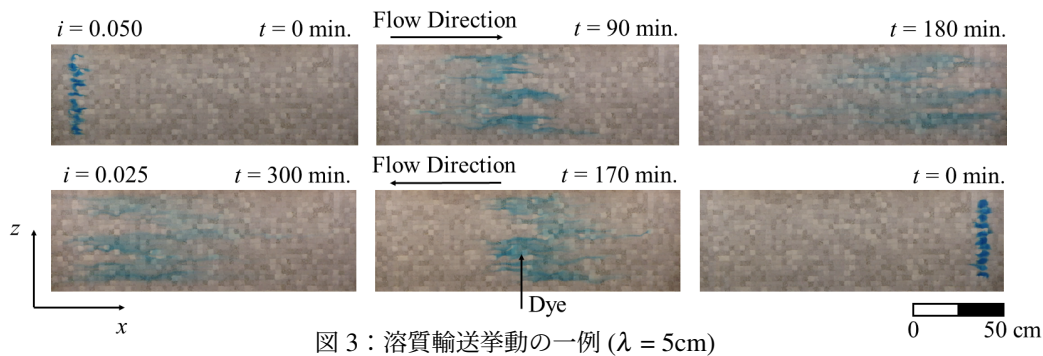 i = 0.050 t = 0 min. Flow Direction t = 90 min. t = 180 min.
i = 0.025 t = 300 min. Flow Direction t = 170 min. t = 0 min.
z
x
Dye
0 50 cm
図 3：溶質輸送挙動の一例 (λ = 5cm)